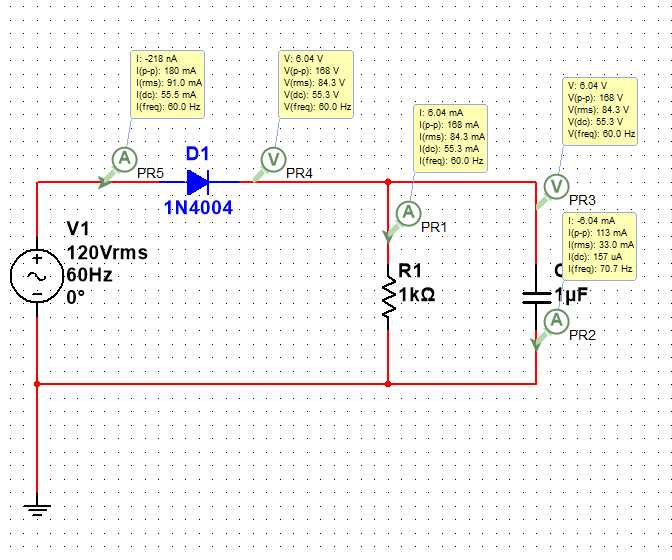 I: -218 nA
I(p-p): 180 mA
I(rms): 91.0 mA
I(dc): 55.5 mA
I(freq): 60.0 Hz
V: 6.04 V
V(p-p): 168 V
V(rms): 84.3 V
V(dc): 55.3 V
V(freq): 60.0 Hz
I: 6.04 mA
I(p-p): 168 mA
I(rms): 84.3 mA
I(dc): 55.3 mA
I(freq): 60.0 Hz
V: 6.04 V
V(p-p): 168 V
V(rms): 84.3 V
V(dc): 55.3 V
V(freq): 60.0 Hz
A
PR5
D1
1N4004
V
PR4
A
PR1
V
PR3
I: -6.04 mA
I(p-p): 113 mA
I(rms): 33.0 mA
I(dc): 157 uA
I(freq): 70.7 Hz
V1
120Vrms
60Hz
0°
R1
1kΩ
1µF
A
PR2